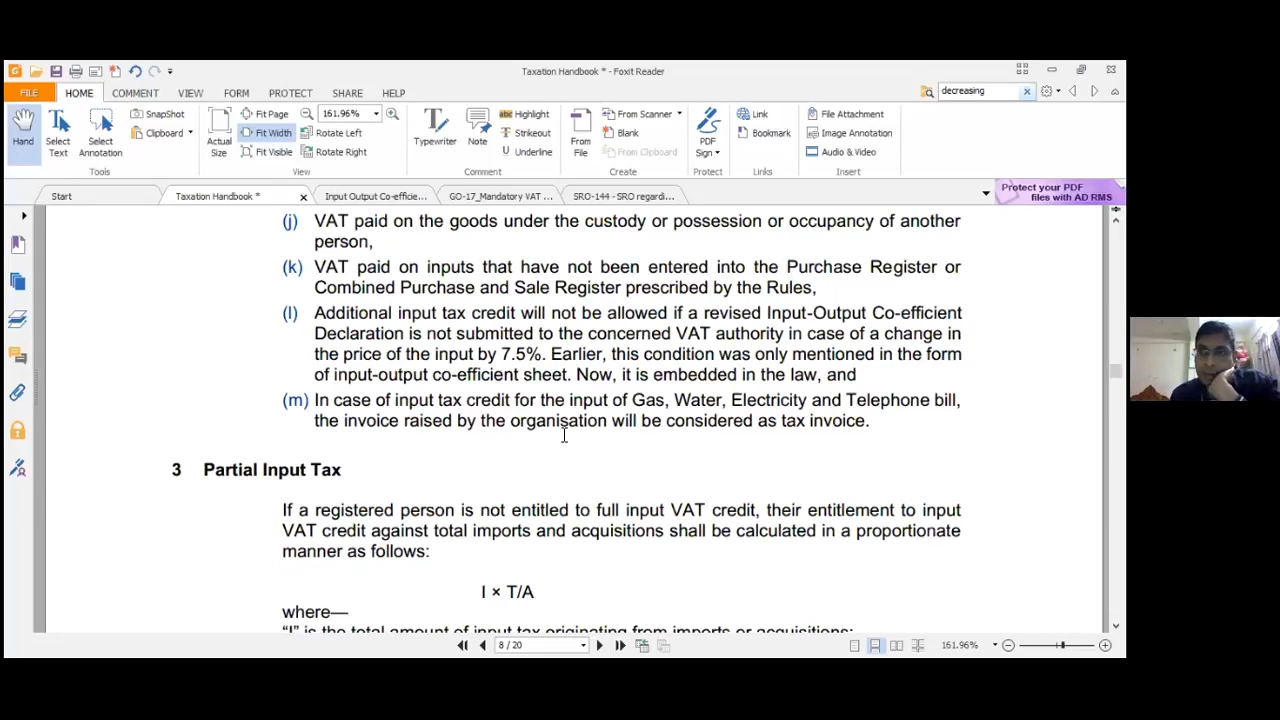 Taxation Handbook * - Foxit Reader
FILE HOME COMMENT VIEW FORM PROTECT SHARE HELP
decreasing
Hand
Select Text
Select Annotation
SnapShot
Clipboard
Tools
Actual Size
Fit Page
Fit Width
Fit Visible
161.96%
Rotate Left
Rotate Right
View
Typewriter
Note
Highlight
Strikeout
Underline
Comment
From File
From Scanner
Blank
From Clipboard
Create
PDF Sign
Protect
Link
Bookmark
Links
File Attachment
Image Annotation
Audio & Video
Insert
Start
Taxation Handbook *
Input Output Co-efficie...
GO-17_Mandatory VAT ...
SRO-144 - SRO regardi...
Protect your PDF
files with AD RMS
(j) VAT paid on the goods under the custody or possession or occupancy of another
person,
(k) VAT paid on inputs that have not been entered into the Purchase Register or
Combined Purchase and Sale Register prescribed by the Rules,
(l) Additional input tax credit will not be allowed if a revised Input-Output Co-efficient
Declaration is not submitted to the concerned VAT authority in case of a change in
the price of the input by 7.5%. Earlier, this condition was only mentioned in the form
of input-output co-efficient sheet. Now, it is embedded in the law, and
(m) In case of input tax credit for the input of Gas, Water, Electricity and Telephone bill,
the invoice raised by the organisation will be considered as tax invoice.
3 Partial Input Tax
If a registered person is not entitled to full input VAT credit, their entitlement to input
VAT credit against total imports and acquisitions shall be calculated in a proportionate
manner as follows:
I × T/A
where—
“I” is the total amount of input tax originating from imports or acquisitions;
8 / 20
161.96%